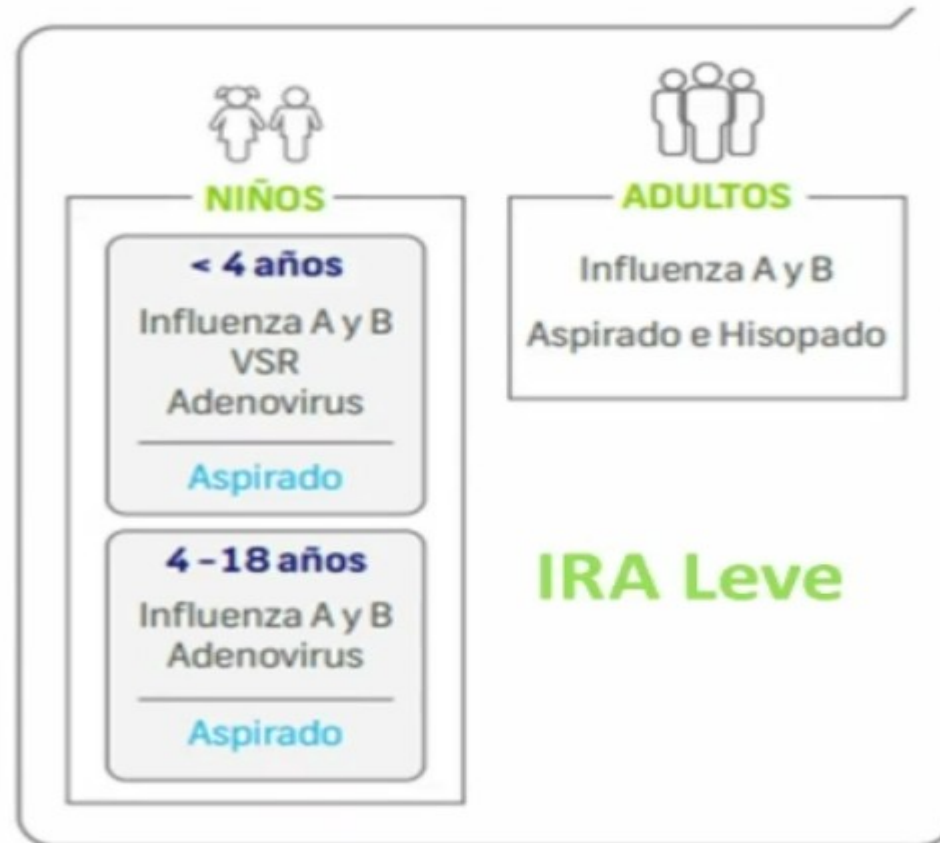 NIÑOS
< 4 años
Influenza A y B
VSR
Adenovirus
Aspirado
4 - 18 años
Influenza A y B
Adenovirus
Aspirado
ADULTOS
Influenza A y B
Aspirado e Hisopado
IRA Leve